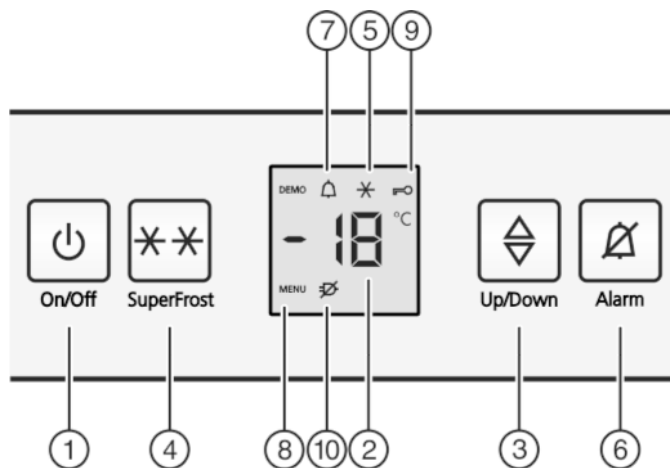 ⑦ ⑤ ⑨
DEMO
-18 °C
MENU
On/Off SuperFrost Up/Down Alarm
① ④ ⑧ ⑩ ② ③ ⑥